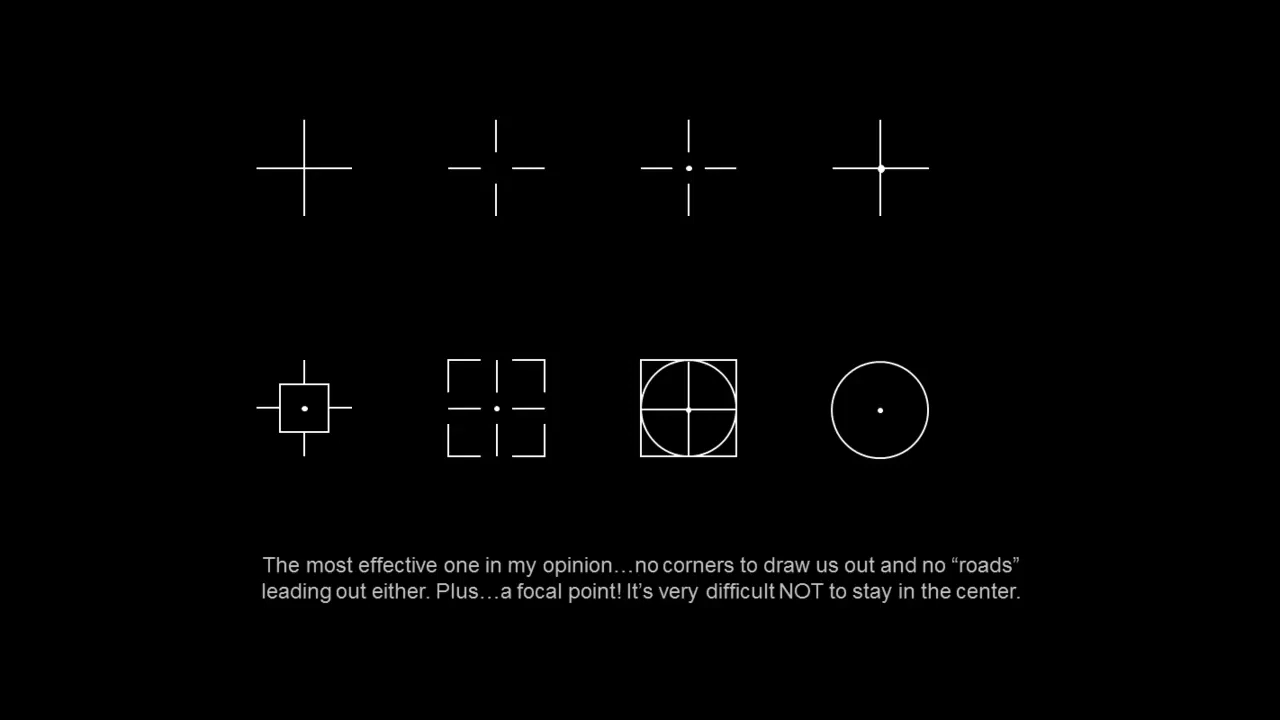 The most effective one in my opinion…no corners to draw us out and no “roads”
leading out either. Plus…a focal point! It’s very difficult NOT to stay in the center.